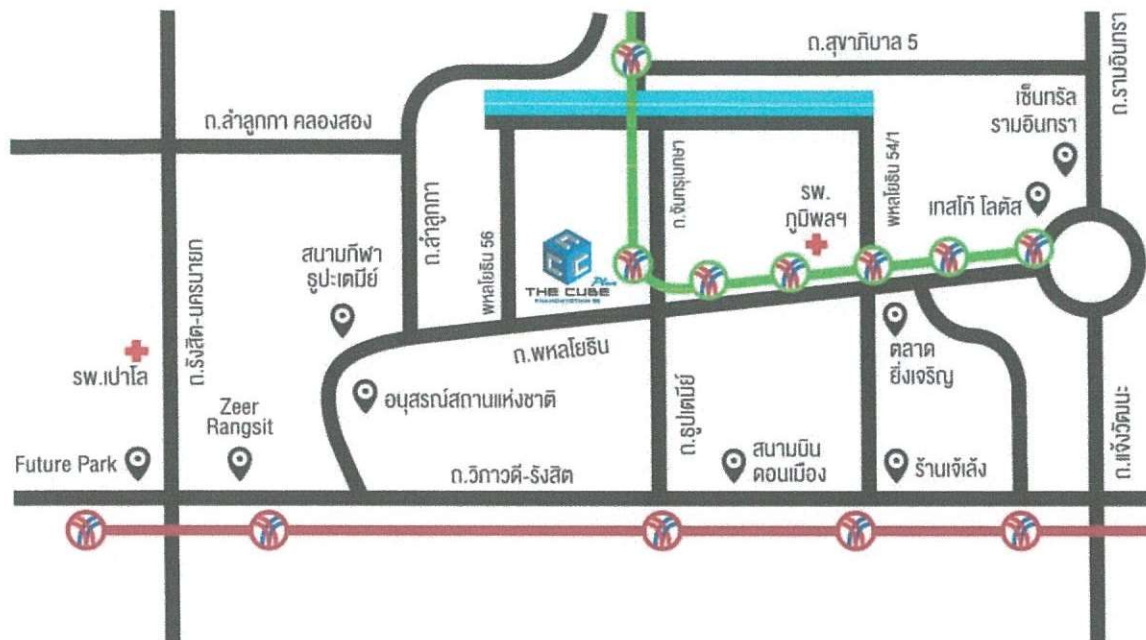 ถ.สุขาภิบาล 5
ถ.รามอินทรา
เซ็นทรัล
รามอินทรา
ถ.ลำลูกกา คลองสอง
ถ.จันทรุเบกษา
พหลโยธิน 54/1
รพ.
ภูมิพลฯ
เทสโก้ โลตัส
ถ.ลำลูกกา
สนามกีฬา
ธูปะเตมีย์
พหลโยธิน 56
THE CUBE
Plus
PHAHONYOTHIN 56
ถ.รังสิต-นครนายก
รพ.เปาโล
ถ.พหลโยธิน
ตลาด
ยิ่งเจริญ
อนุสรณ์สถานแห่งชาติ
Zeer
Rangsit
Future Park
ถ.วิภาวดี-รังสิต
ถ.ธูปเตมีย์
สนามบิน
ดอนเมือง
ร้านเจ๊เล้ง
ถ.แจ้งวัฒนะ